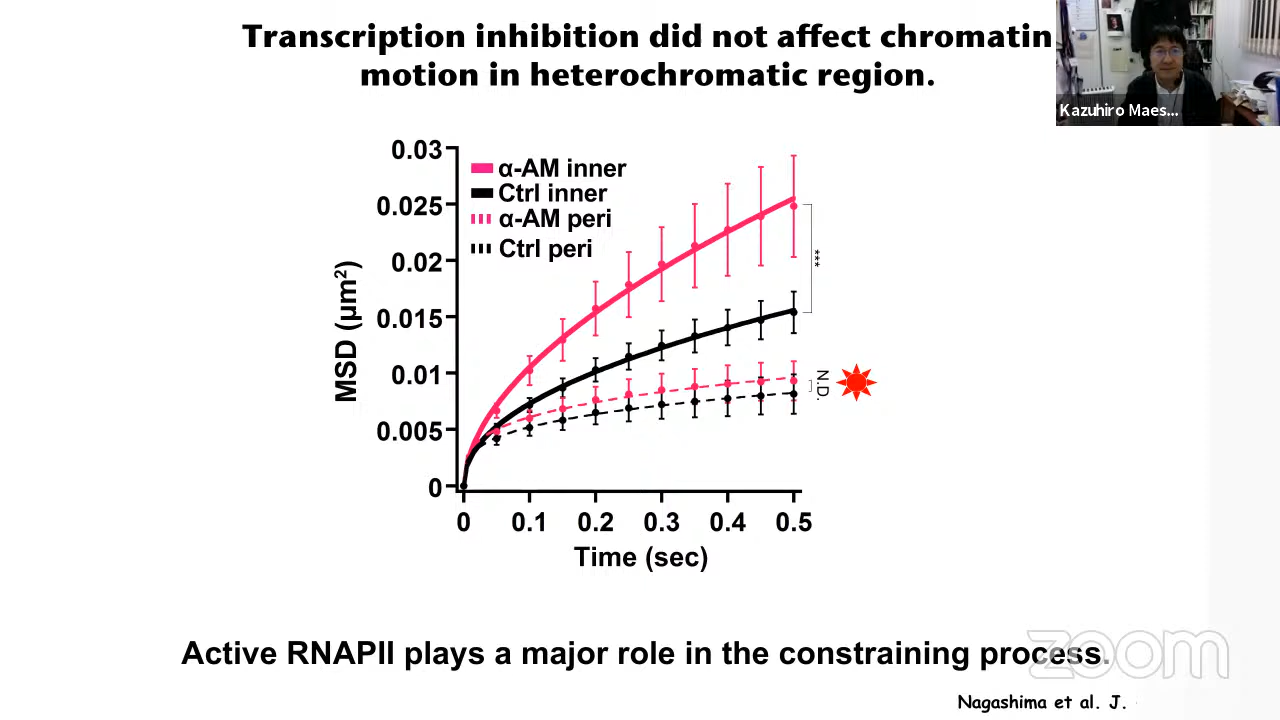 Transcription inhibition did not affect chromatin
motion in heterochromatic region.
Kazuhiro Maes...
0.03
0.025
0.02
0.015
0.01
0.005
0
MSD (μm²)
α-AM inner
Ctrl inner
α-AM peri
Ctrl peri
***
N.D.
0 0.1 0.2 0.3 0.4 0.5
Time (sec)
Active RNAPII plays a major role in the constraining process.
zoom
Nagashima et al. J.